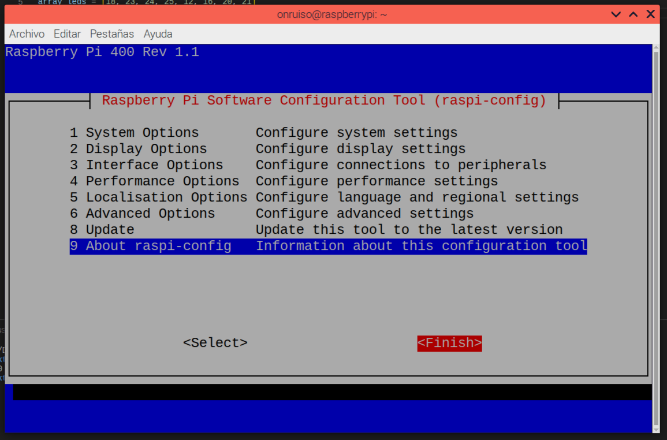 5 array_leds = [18, 23, 24, 25, 12, 16, 20, 21]
onruiso@raspberrypi: ~
Archivo Editar Pestañas Ayuda
Raspberry Pi 400 Rev 1.1
Raspberry Pi Software Configuration Tool (raspi-config)
1 System Options Configure system settings
2 Display Options Configure display settings
3 Interface Options Configure connections to peripherals
4 Performance Options Configure performance settings
5 Localisation Options Configure language and regional settings
6 Advanced Options Configure advanced settings
8 Update Update this tool to the latest version
9 About raspi-config Information about this configuration tool
<Select> <Finish>